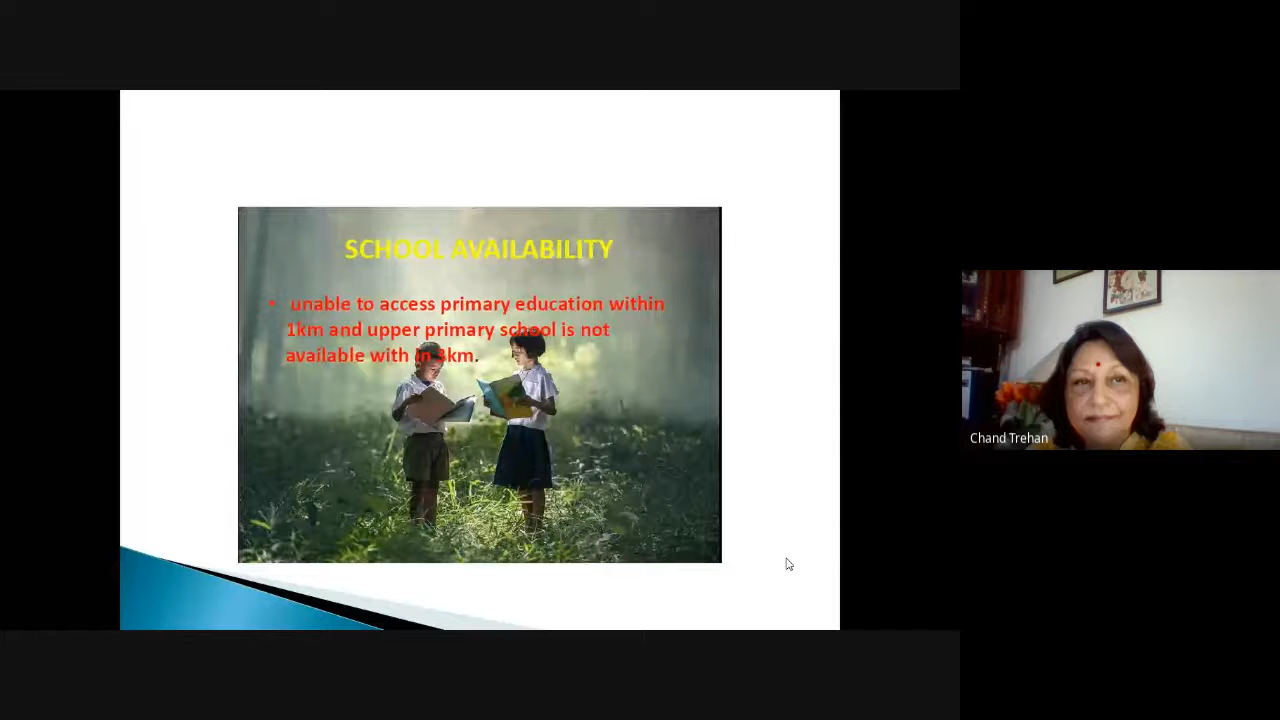 SCHOOL AVAILABILITY
• unable to access primary education within
1km and upper primary school is not
available with in 3km.
Chand Trehan